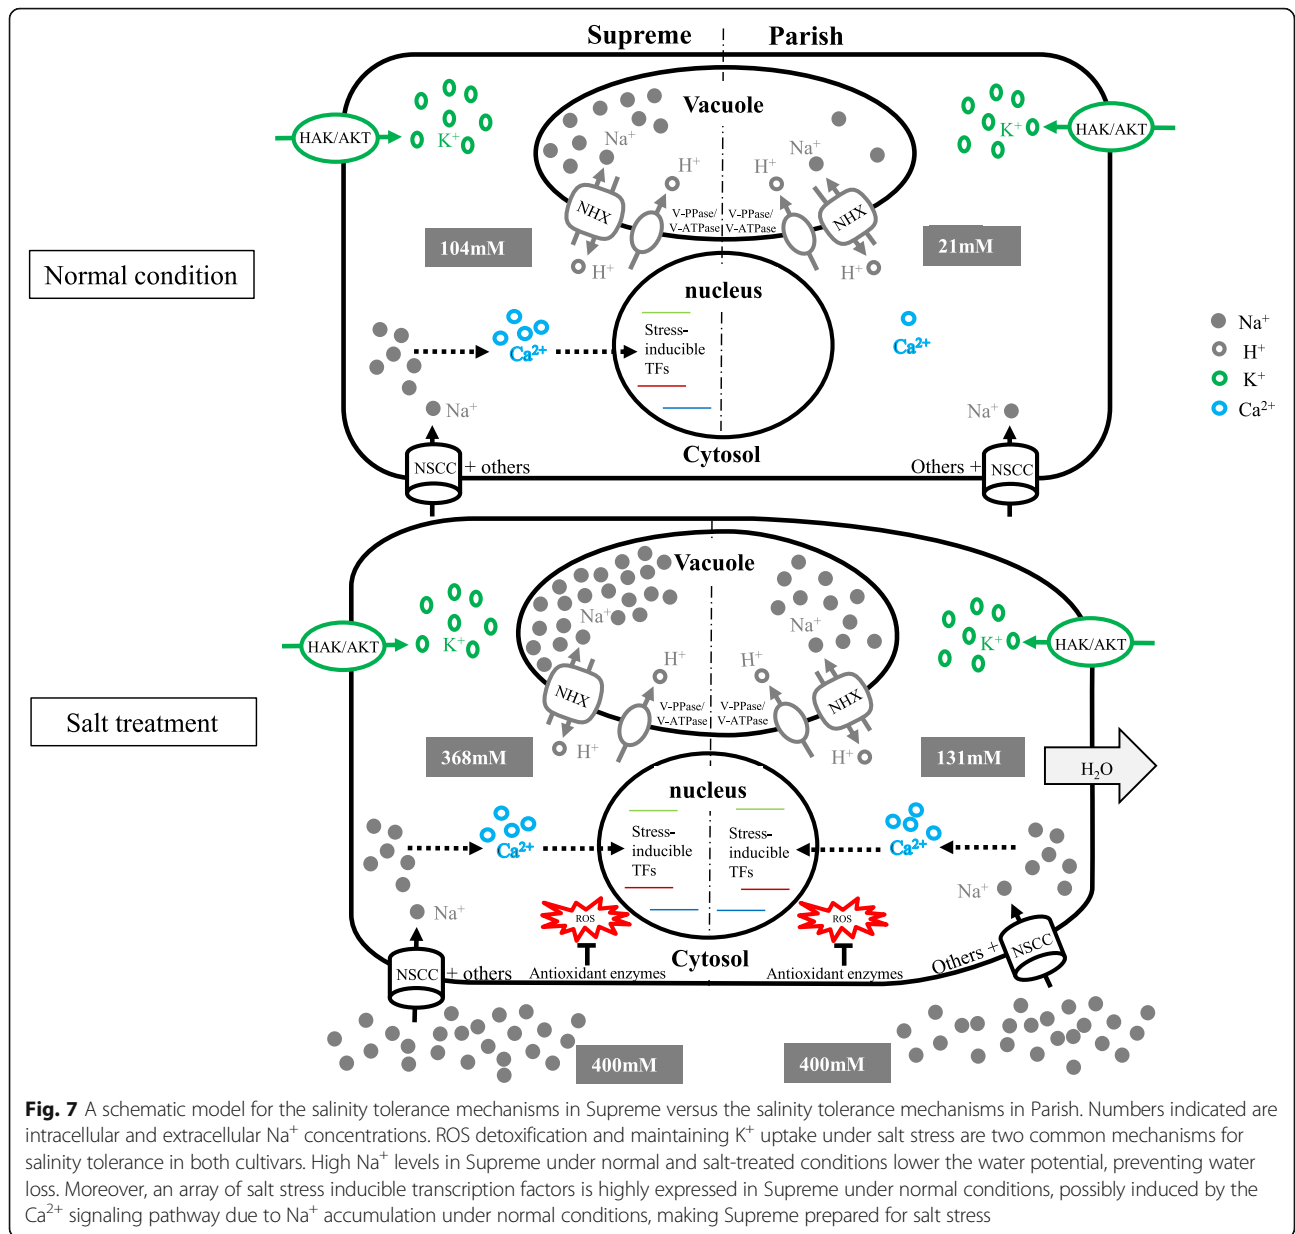 Supreme Parish
Vacuole
HAK/AKT
K+
Na+
H+
NHX
V-PPase/
V-ATPase
V-PPase/
V-ATPase
H+
Na+
NHX
K+
HAK/AKT
104mM
H+
H+
21mM
Normal condition
nucleus
Stress-
inducible
TFs
Ca2+
Ca2+
Na+
H+
K+
Ca2+
Na+
NSCC + others
Cytosol
Na+
Others + NSCC
Vacuole
HAK/AKT
K+
Na+
H+
NHX
V-PPase/
V-ATPase
V-PPase/
V-ATPase
H+
Na+
NHX
K+
HAK/AKT
Salt treatment
368mM
H+
H+
131mM
H2O
nucleus
Stress-
inducible
TFs
Stress-
inducible
TFs
Ca2+
Ca2+
Na+
Na+
ROS
ROS
NSCC + others
Antioxidant enzymes
Cytosol
Antioxidant enzymes
Others + NSCC
400mM
400mM
Fig. 7 A schematic model for the salinity tolerance mechanisms in Supreme versus the salinity tolerance mechanisms in Parish. Numbers indicated are
intracellular and extracellular Na+ concentrations. ROS detoxification and maintaining K+ uptake under salt stress are two common mechanisms for
salinity tolerance in both cultivars. High Na+ levels in Supreme under normal and salt-treated conditions lower the water potential, preventing water
loss. Moreover, an array of salt stress inducible transcription factors is highly expressed in Supreme under normal conditions, possibly induced by the
Ca2+ signaling pathway due to Na+ accumulation under normal conditions, making Supreme prepared for salt stress